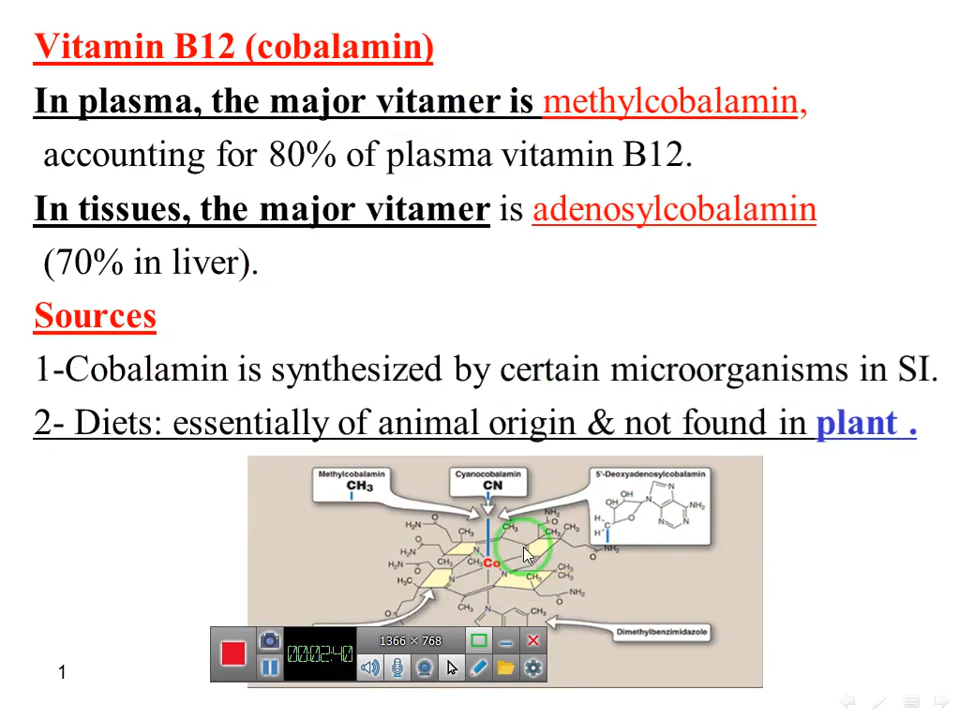 Vitamin B12 (cobalamin)
In plasma, the major vitamer is methylcobalamin,
accounting for 80% of plasma vitamin B12.
In tissues, the major vitamer is adenosylcobalamin
(70% in liver).
Sources
1-Cobalamin is synthesized by certain microorganisms in SI.
2- Diets: essentially of animal origin & not found in plant .
Methylcobalamin
CH3
Cyanocobalamin
CN
5'-Deoxyadenosylcobalamin
Co
Dimethylbenzimidazole
00:02:40
1366 × 768
1